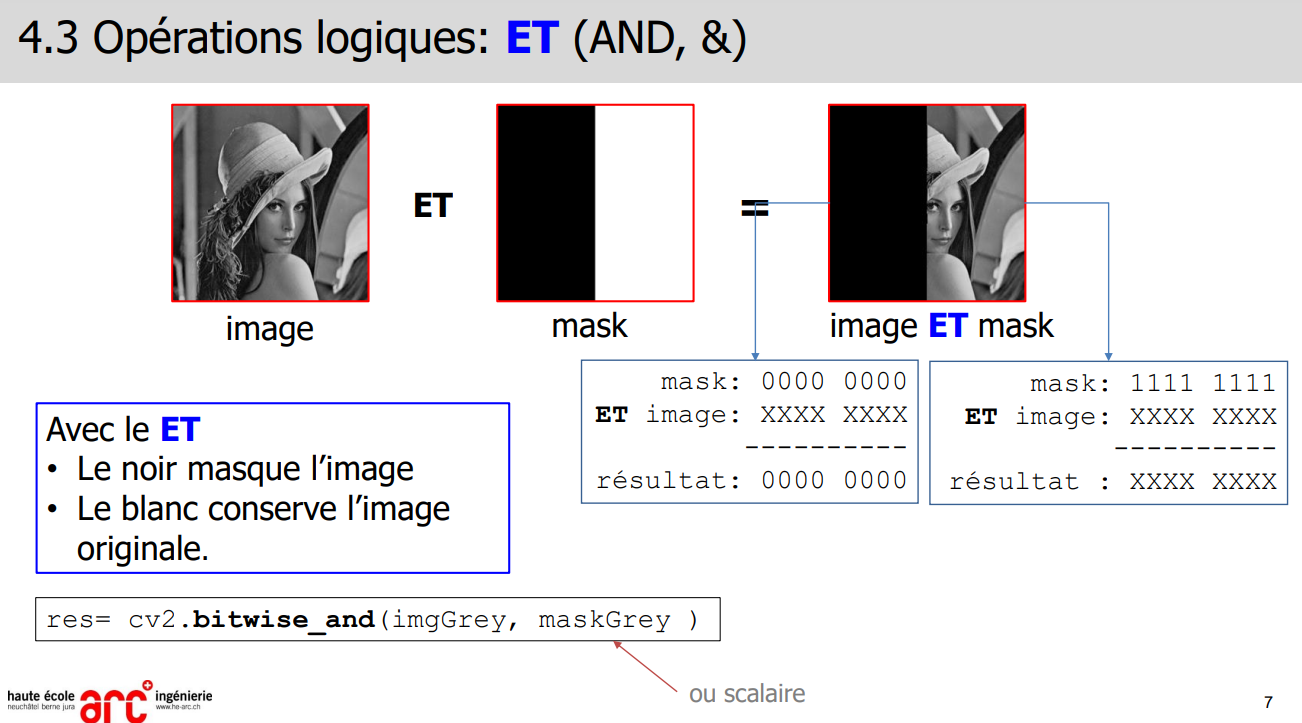 4.3 Opérations logiques: ET (AND, &)
ET
=
image
mask
image ET mask
mask: 0000 0000
ET image: XXXX XXXX
----------
résultat: 0000 0000
mask: 1111 1111
ET image: XXXX XXXX
----------
résultat : XXXX XXXX
Avec le ET
• Le noir masque l’image
• Le blanc conserve l’image
originale.
res= cv2.bitwise_and(imgGrey, maskGrey )
ou scalaire
haute école
neuchâtel berne jura
arc
ingénierie
www.he-arc.ch
7